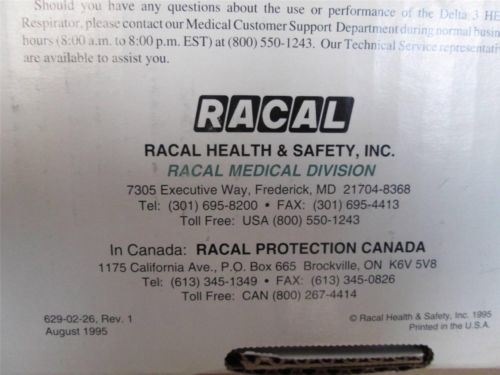 Should you have any questions about the use or performance of the Delta 3
Respirator, please contact our Medical Customer Support Department during normal
hours (8:00 a.m. to 8:00 p.m. EST) at (800) 550-1243. Our Technical Service
are available to assist you.
RACAL
RACAL HEALTH & SAFETY, INC.
RACAL MEDICAL DIVISION
7305 Executive Way, Frederick, MD 21704-8368
Tel: (301) 695-8200 • FAX: (301) 695-4413
Toll Free: USA (800) 550-1243
In Canada: RACAL PROTECTION CANADA
1175 California Ave., P.O. Box 665 Brockville, ON K6V 5V8
Tel: (613) 345-1349 • FAX: (613) 345-0826
Toll Free: CAN (800) 267-4414
629-02-26, Rev. 1
August 1995
© Racal Health & Safety, Inc. 1995
Printed in the U.S.A.